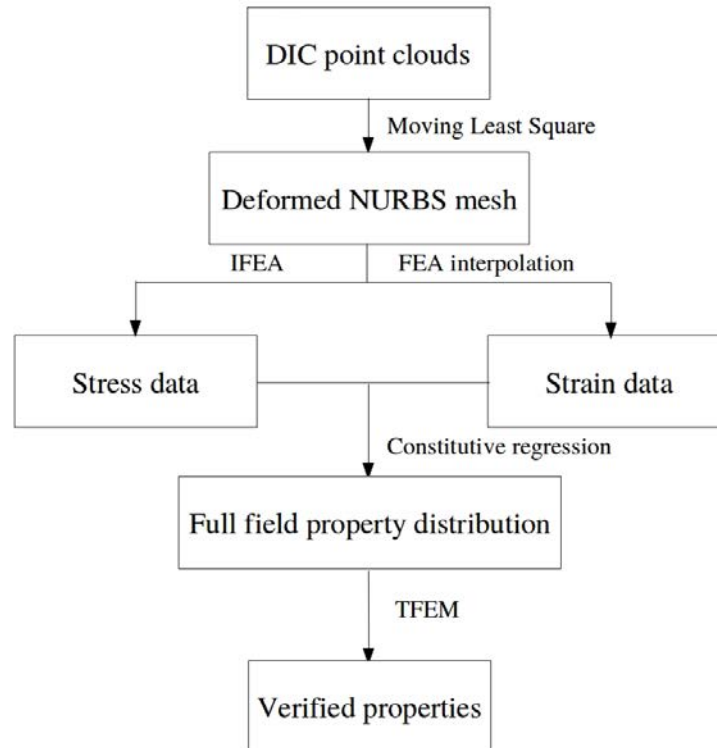 DIC point clouds
Moving Least Square
Deformed NURBS mesh
IFEA
FEA interpolation
Stress data
Strain data
Constitutive regression
Full field property distribution
TFEM
Verified properties